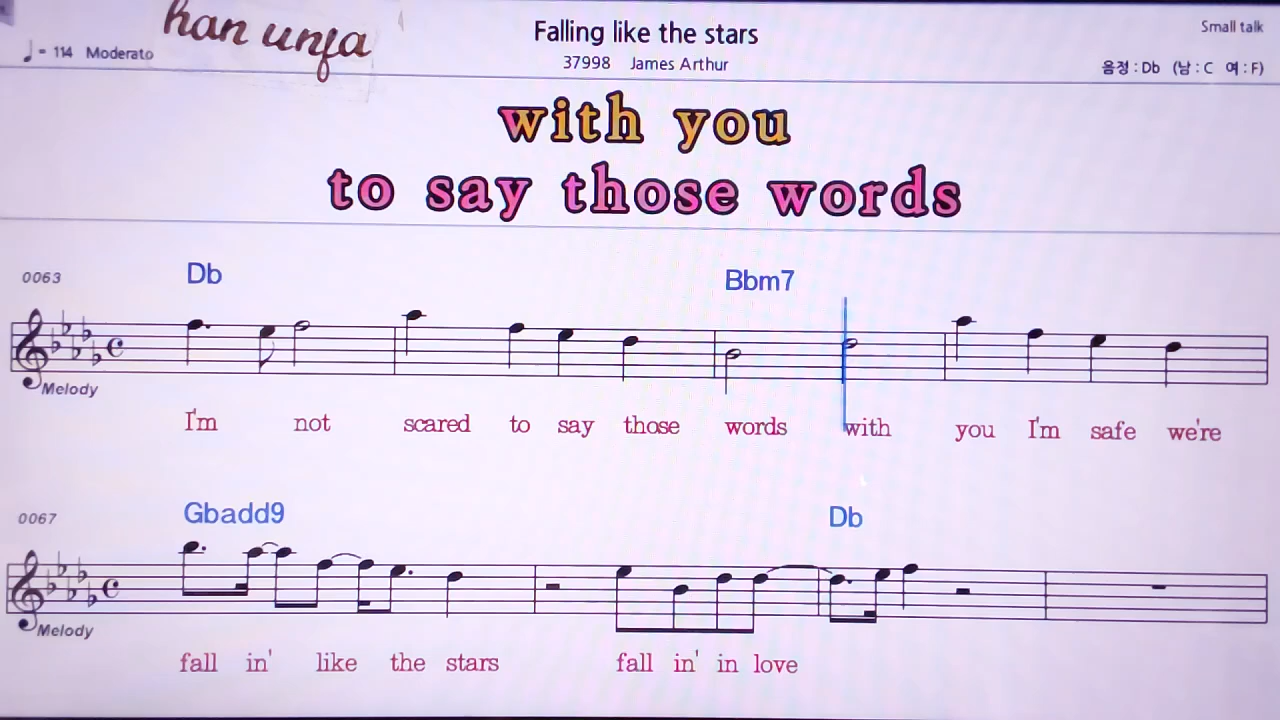 han unfa
Falling like the stars
Small talk
♩= 114 Moderato
37998 James Arthur
음정 : Db (남 : C 여 : F)
with you
to say those words
0063
Db Bbm7
Melody
I'm not scared to say those words with you I'm safe we're
0067
Gbadd9 Db
Melody
fall in' like the stars fall in' in love